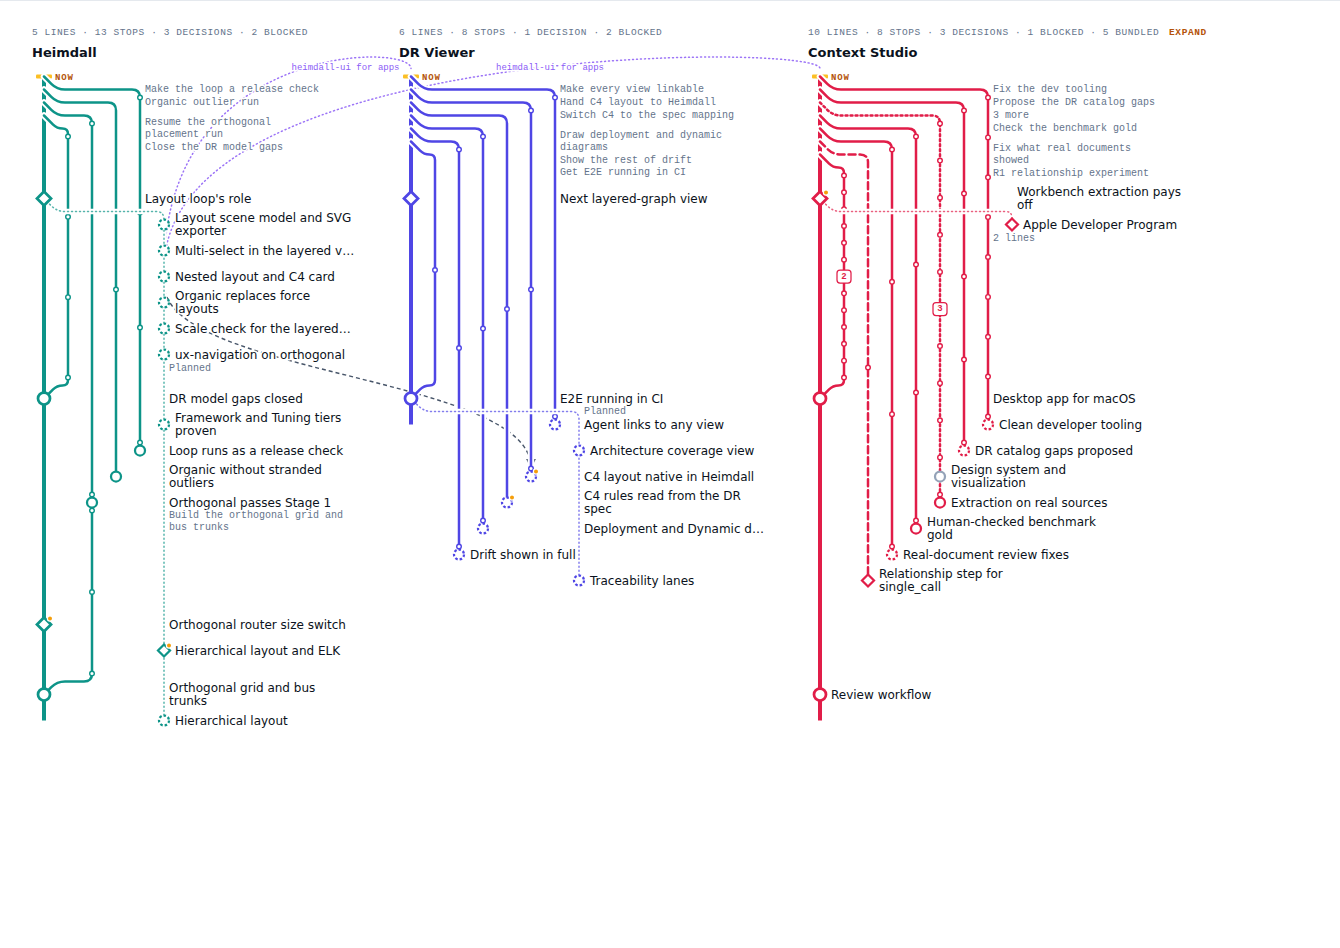 5 LINES · 13 STOPS · 3 DECISIONS · 2 BLOCKED
Heimdall
NOW
Make the loop a release check
Organic outlier run
Resume the orthogonal
placement run
Close the DR model gaps
Layout loop's role
Layout scene model and SVG
exporter
Multi-select in the layered v…
Nested layout and C4 card
Organic replaces force
layouts
Scale check for the layered…
ux-navigation on orthogonal
Planned
DR model gaps closed
Framework and Tuning tiers
proven
Loop runs as a release check
Organic without stranded
outliers
Orthogonal passes Stage 1
Build the orthogonal grid and
bus trunks
Orthogonal router size switch
Hierarchical layout and ELK
Orthogonal grid and bus
trunks
Hierarchical layout
heimdall-ui for apps
6 LINES · 8 STOPS · 1 DECISION · 2 BLOCKED
DR Viewer
NOW
heimdall-ui for apps
Make every view linkable
Hand C4 layout to Heimdall
Switch C4 to the spec mapping
Draw deployment and dynamic
diagrams
Show the rest of drift
Get E2E running in CI
Next layered-graph view
E2E running in CI
Planned
Agent links to any view
Architecture coverage view
C4 layout native in Heimdall
C4 rules read from the DR
spec
Deployment and Dynamic d…
Drift shown in full
Traceability lanes
10 LINES · 8 STOPS · 3 DECISIONS · 1 BLOCKED · 5 BUNDLED EXPAND
Context Studio
NOW
Fix the dev tooling
Propose the DR catalog gaps
3 more
Check the benchmark gold
Fix what real documents
showed
R1 relationship experiment
Workbench extraction pays
off
Apple Developer Program
2 lines
2
3
Desktop app for macOS
Clean developer tooling
DR catalog gaps proposed
Design system and
visualization
Extraction on real sources
Human-checked benchmark
gold
Real-document review fixes
Relationship step for
single_call
Review workflow